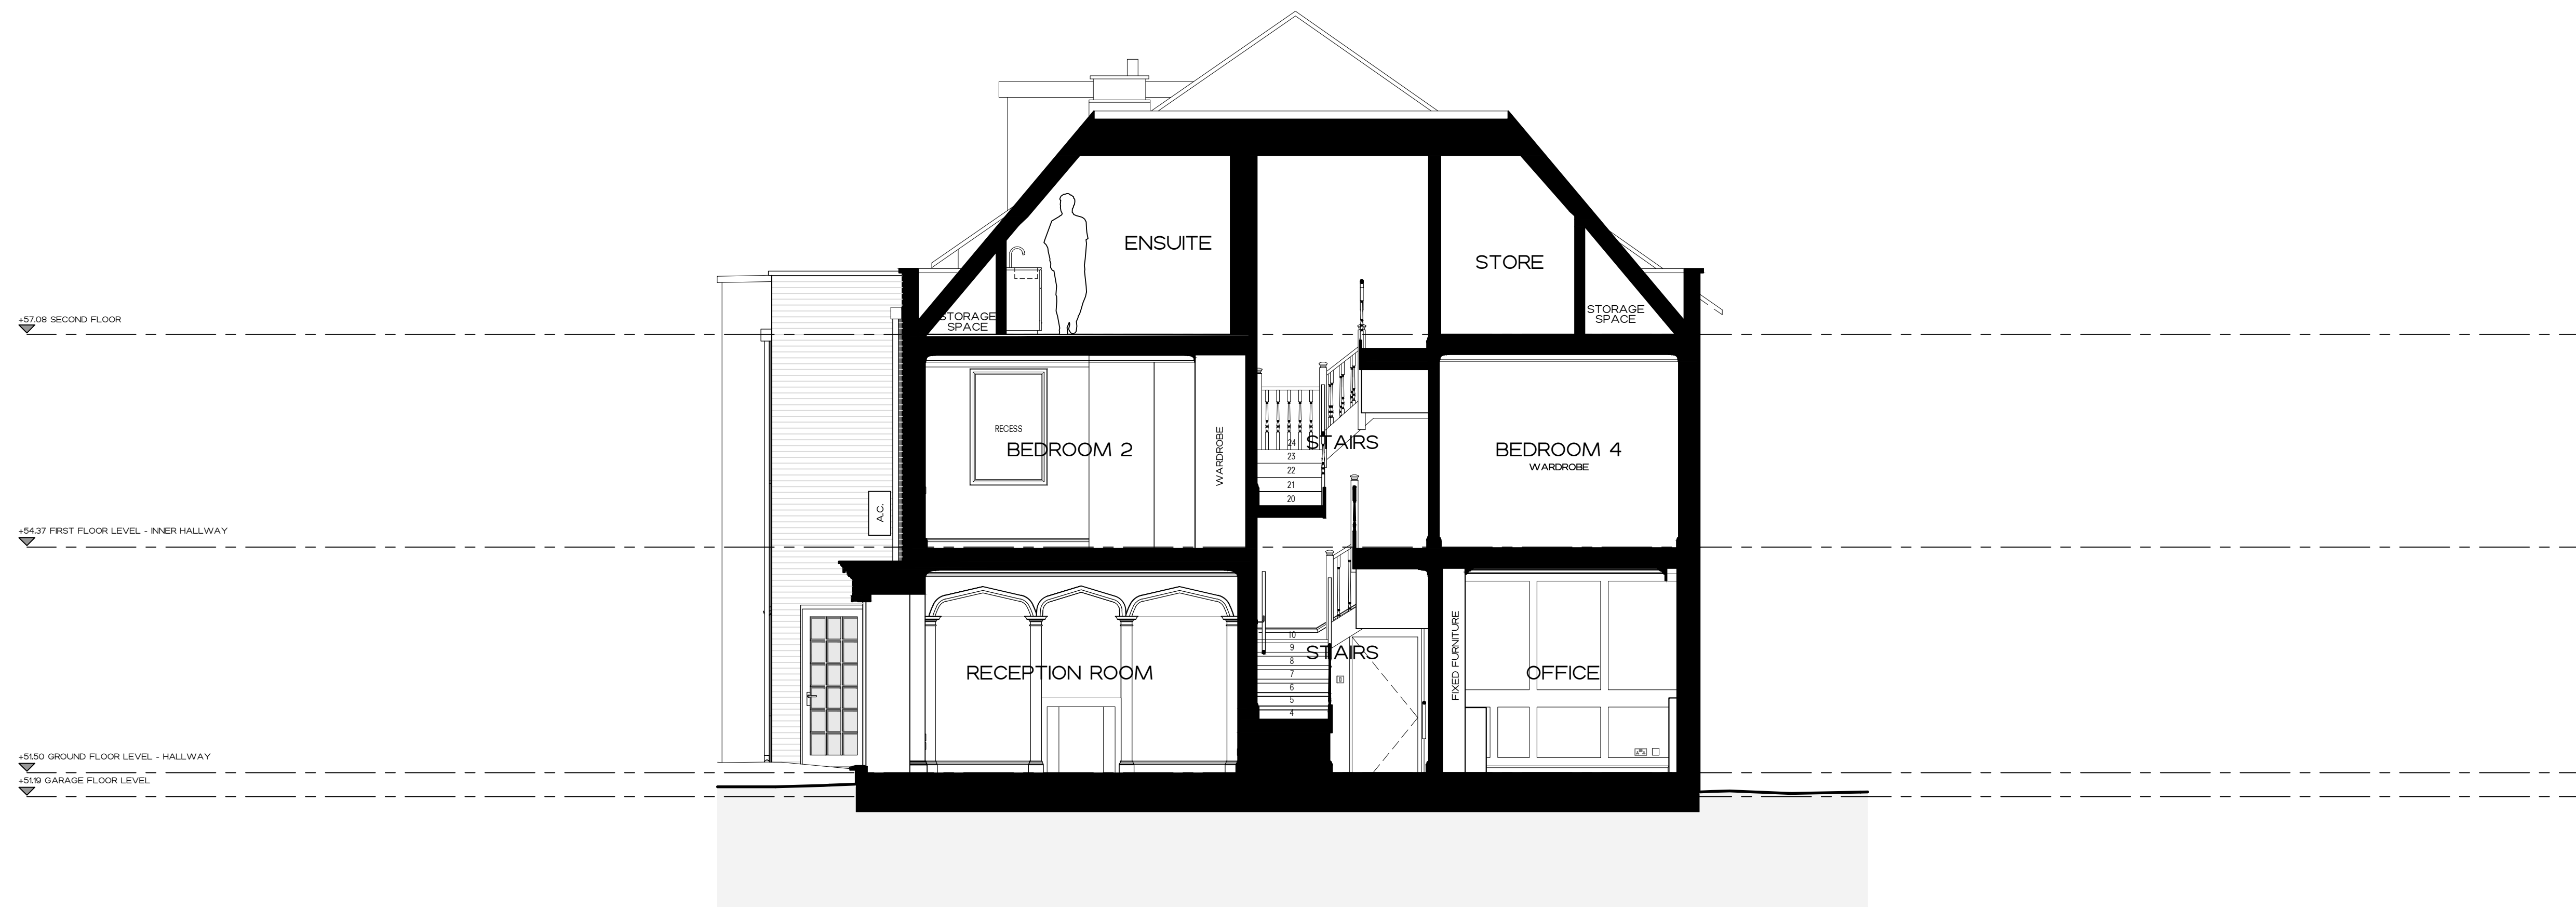 ENSUITE
STORE
STORAGE
SPACE
STORAGE
SPACE
+57.08 SECOND FLOOR
RECESS
BEDROOM 2
WARDROBE
STAIRS
24
23
22
21
20
BEDROOM 4
WARDROBE
A.C.
+54.37 FIRST FLOOR LEVEL - INNER HALLWAY
RECEPTION ROOM
STAIRS
10
9
8
7
6
5
4
FIXED FURNITURE
OFFICE
+51.50 GROUND FLOOR LEVEL - HALLWAY
+51.19 GARAGE FLOOR LEVEL